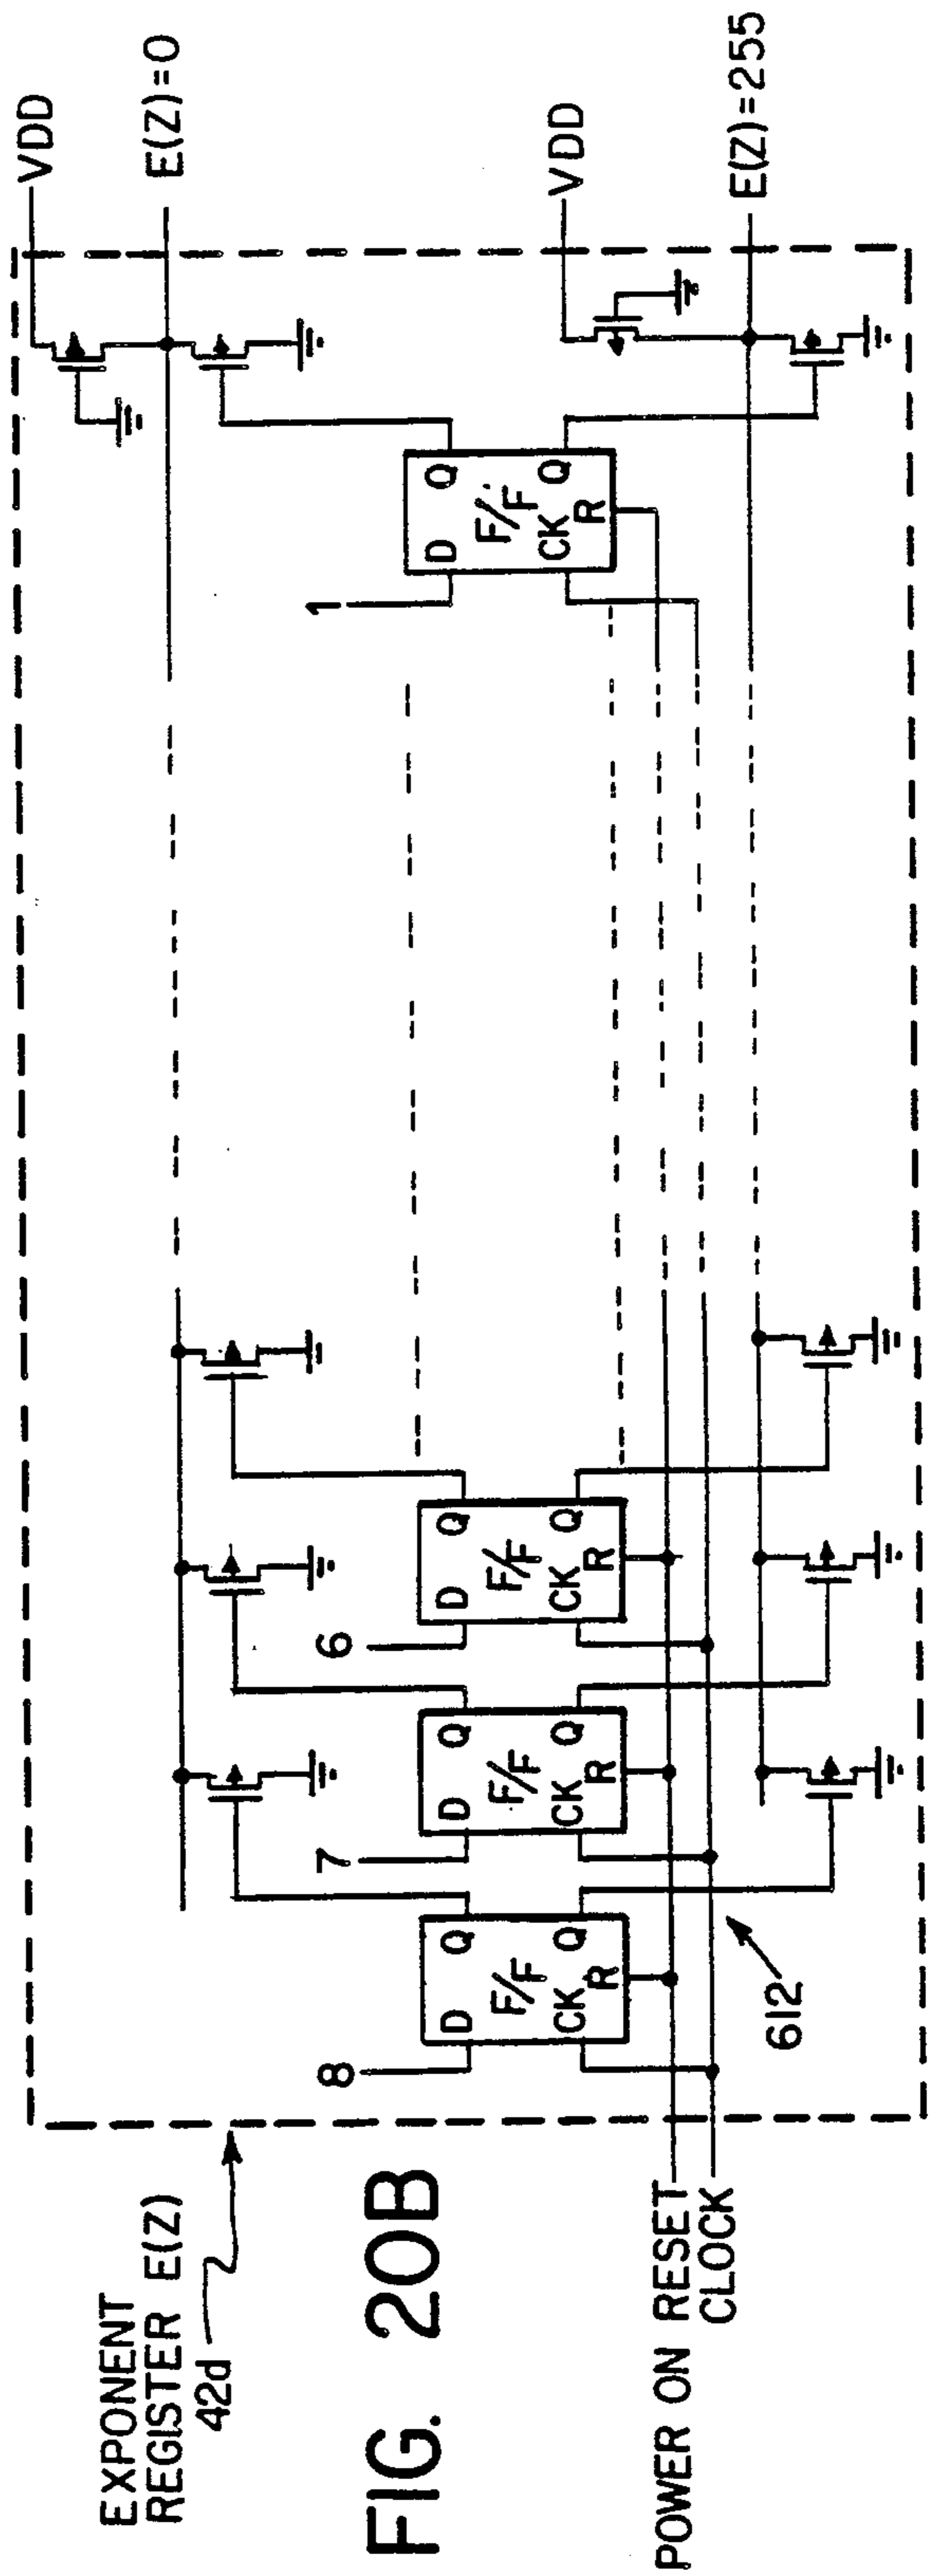 EXPONENT
REGISTER E(Z)
42d
FIG. 20B
VDD
E(Z)=0
8
7
6
1
D
Q
F/F
CK
Q
R
D
Q
F/F
CK
Q
R
D
Q
F/F
CK
Q
R
D
Q
F/F
CK
Q
R
VDD
POWER ON RESET
CLOCK
612
E(Z)=255